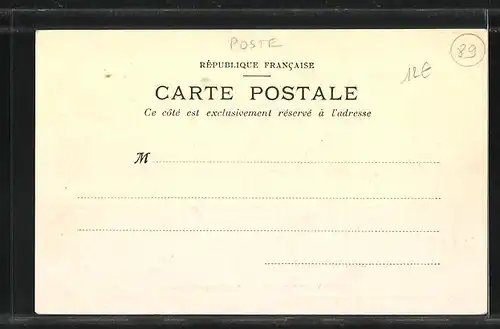 POSTE
89
RÉPUBLIQUE FRANÇAISE
12€
CARTE POSTALE
Ce côté est exclusivement réservé à l'adresse
M